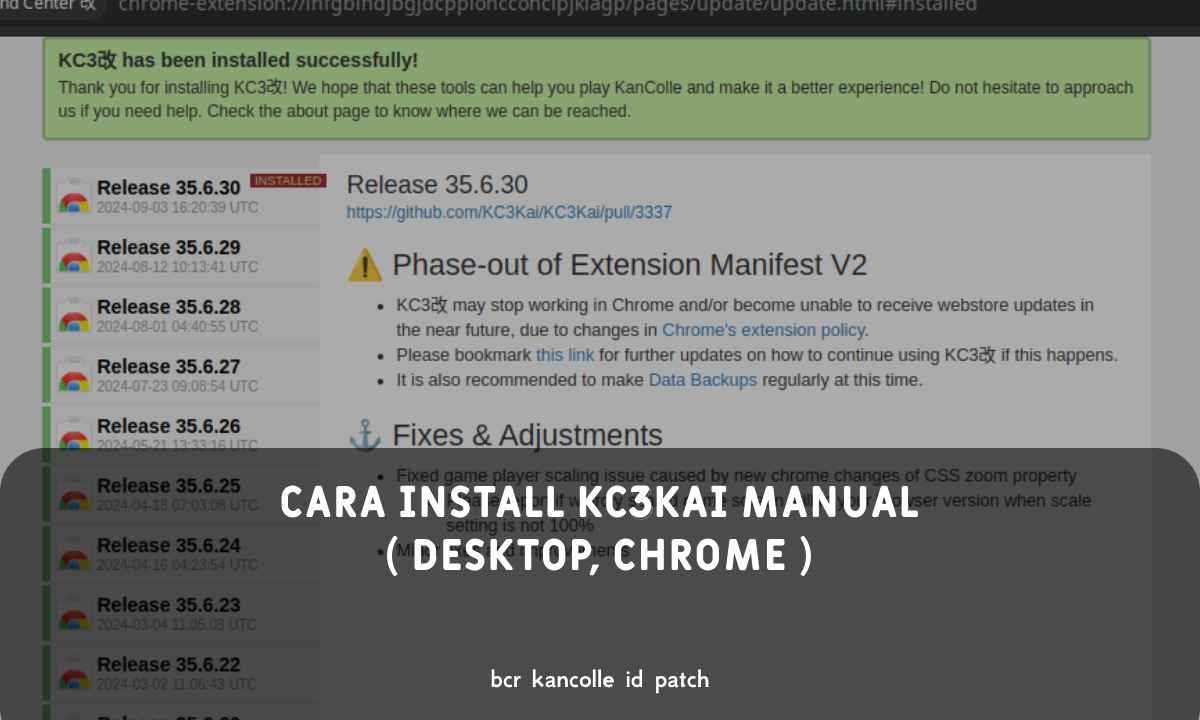 nd Center 改 chrome-extension://
pages/update/update.html#installed
KC3改 has been installed successfully!
Thank you for installing KC3改! We hope that these tools can help you play KanColle and make it a better experience! Do not hesitate to approach
us if you need help. Check the about page to know where we can be reached.
Release 35.6.30 INSTALLED
2024-09-03 16:20:39 UTC
Release 35.6.29
2024-08-12 10:13:41 UTC
Release 35.6.28
2024-08-01 04:40:55 UTC
Release 35.6.27
2024-07-23 09:08:54 UTC
Release 35.6.26
2024-05-21 13:33:16 UTC
Release 35.6.25
2024-04-18 07:03:08 UTC
Release 35.6.24
2024-04-16 04:23:54 UTC
Release 35.6.23
2024-03-04 11:05:03 UTC
Release 35.6.22
2024-03-02 11:06:43 UTC
Release 35.6.30
https://github.com/KC3Kai/KC3Kai/pull/3337
Phase-out of Extension Manifest V2
• KC3改 may stop working in Chrome and/or become unable to receive webstore updates in
the near future, due to changes in Chrome's extension policy.
• Please bookmark this link for further updates on how to continue using KC3改 if this happens.
• It is also recommended to make Data Backups regularly at this time.
Fixes & Adjustments
• Fixed game player scaling issue caused by new chrome changes of CSS zoom property
browser version when scale
setting is not 100%
CARA INSTALL KC3KAI MANUAL
( DESKTOP, CHROME )
bcr kancolle id patch